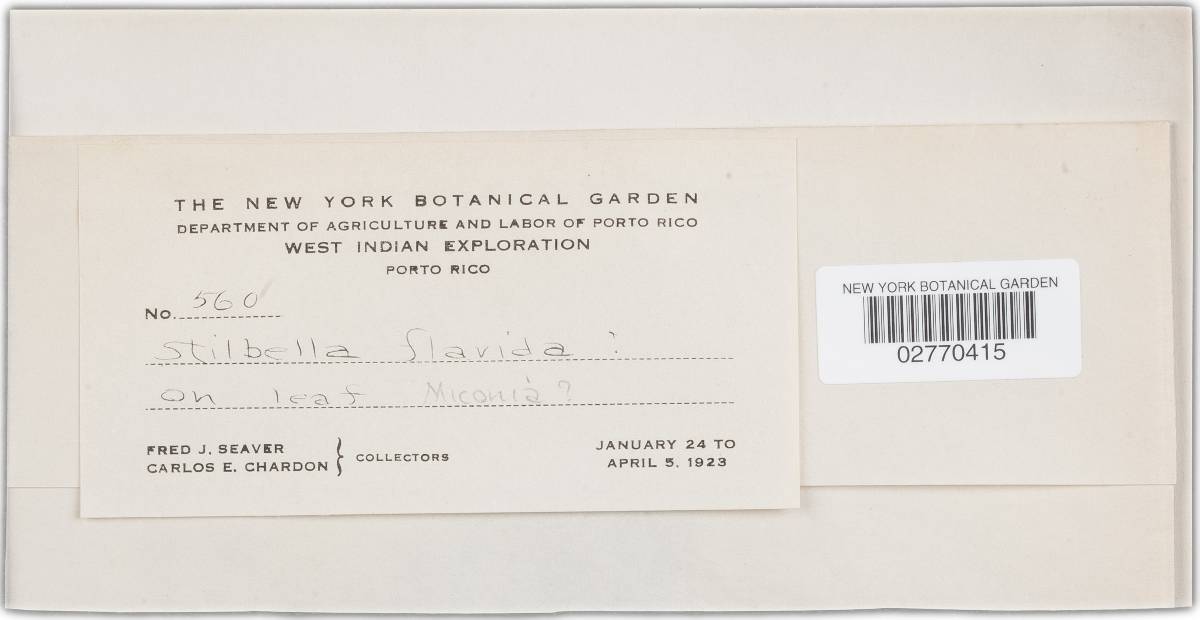 THE NEW YORK BOTANICAL GARDEN
DEPARTMENT OF AGRICULTURE AND LABOR OF PORTO RICO
WEST INDIAN EXPLORATION
PORTO RICO
No. 560
Stilbella flavida ?
on leaf Miconia?
FRED J. SEAVER
CARLOS E. CHARDON } COLLECTORS
JANUARY 24 TO
APRIL 5, 1923
NEW YORK BOTANICAL GARDEN
02770415